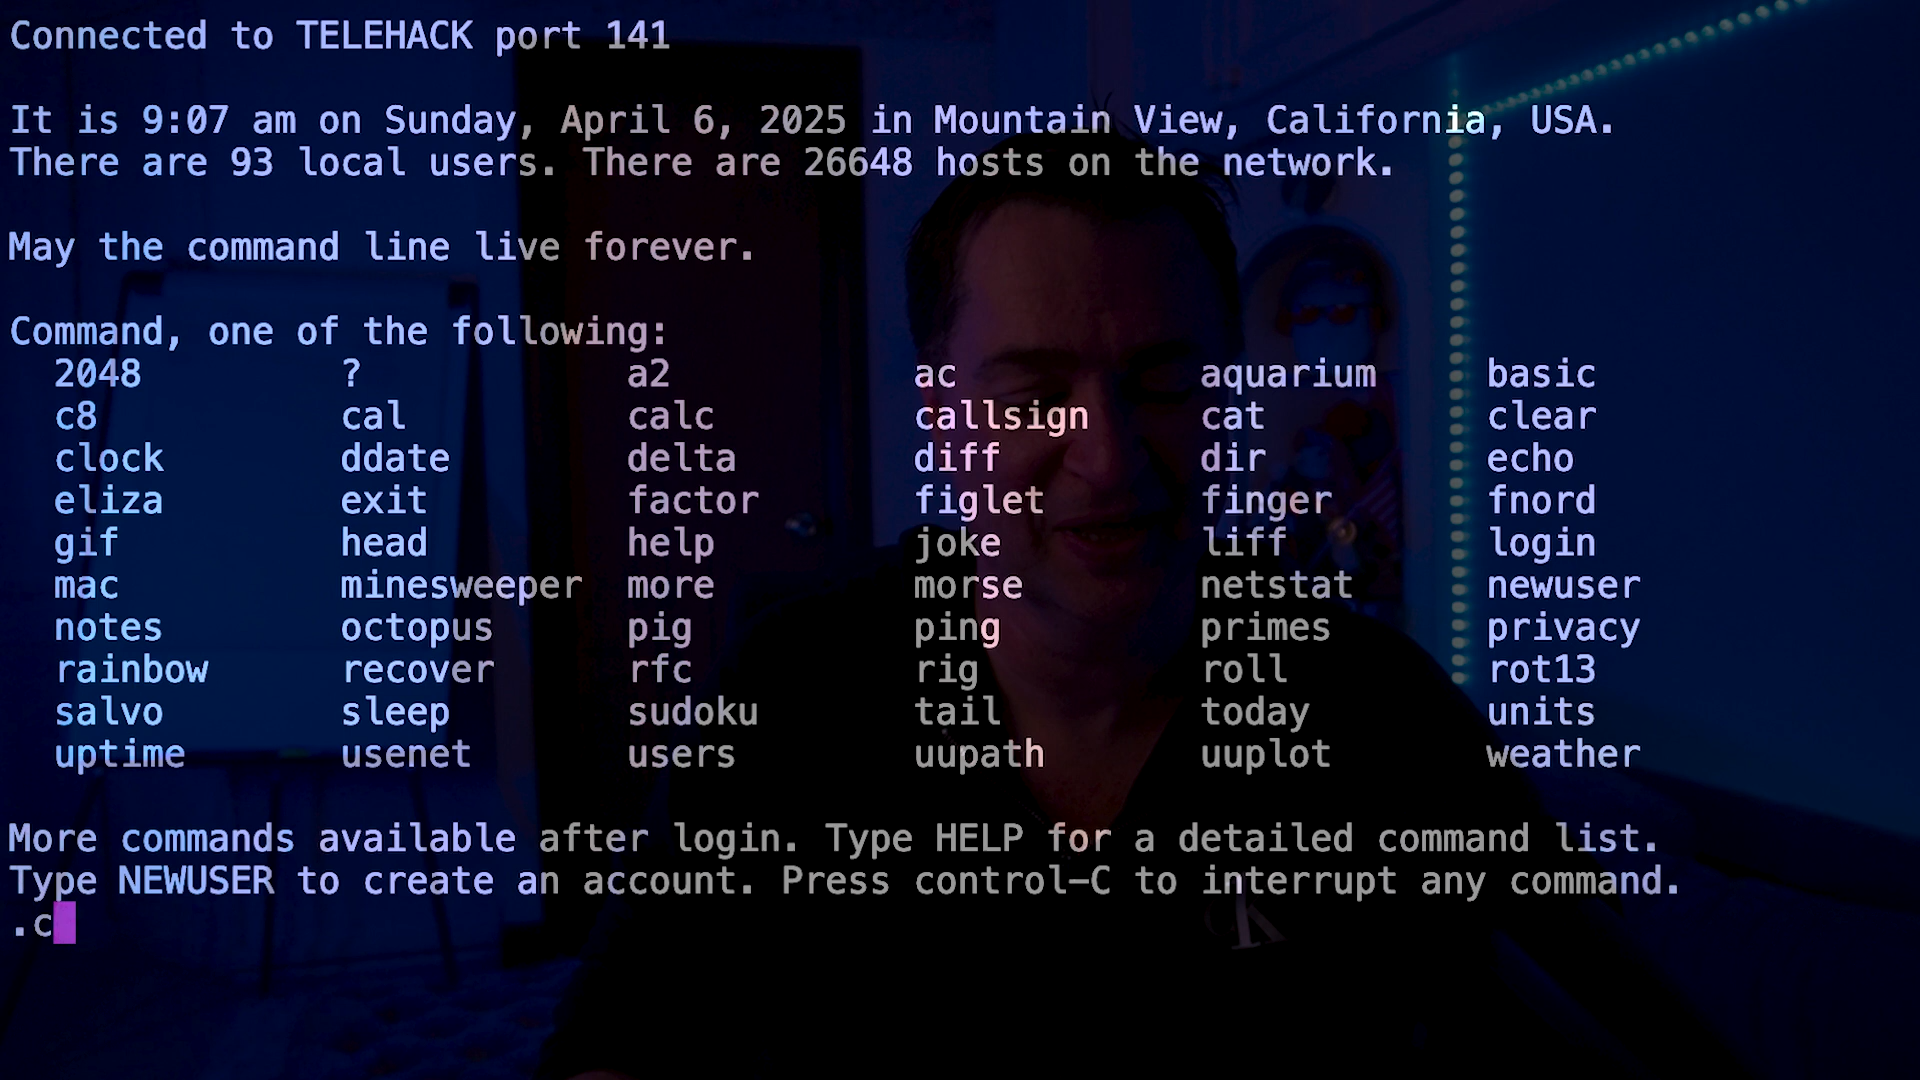 Connected to TELEHACK port 141
It is 9:07 am on Sunday, April 6, 2025 in Mountain View, California, USA.
There are 93 local users. There are 26648 hosts on the network.
May the command line live forever.
Command, one of the following:
2048 ? a2 ac aquarium basic
c8 cal calc callsign cat clear
clock ddate delta diff dir echo
eliza exit factor figlet finger fnord
gif head help joke liff login
mac minesweeper more morse netstat newuser
notes octopus pig ping primes privacy
rainbow recover rfc rig roll rot13
salvo sleep sudoku tail today units
uptime usenet users uupath uuplot weather
More commands available after login. Type HELP for a detailed command list.
Type NEWUSER to create an account. Press control-C to interrupt any command.
.c
cK